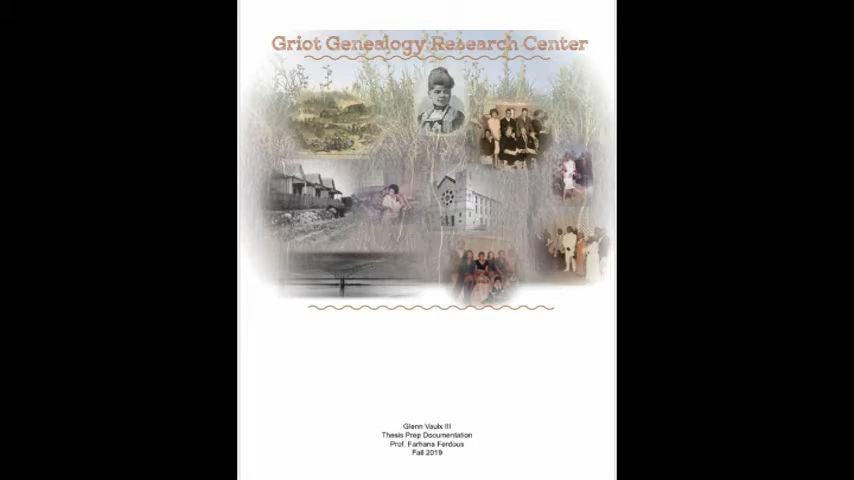 Griot Genealogy Research Center
Glenn Vaulx III
Thesis Prep Documentation
Prof. Farhana Ferdous
Fall 2019